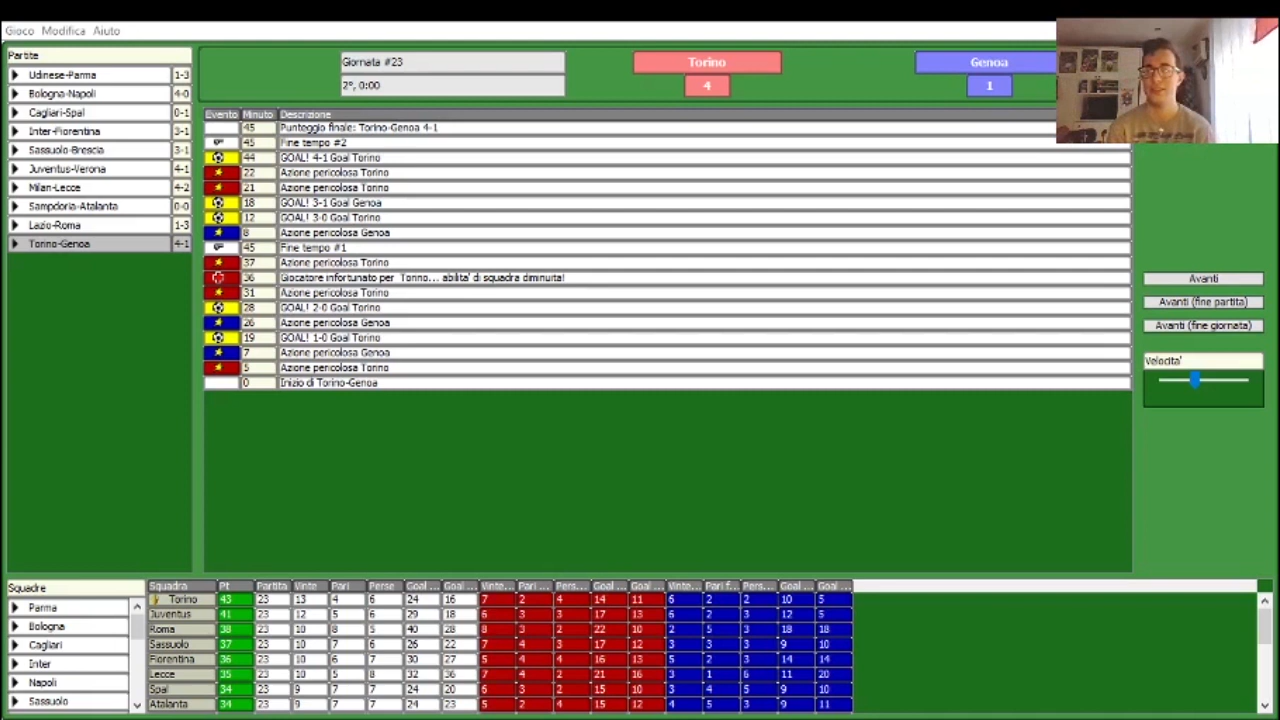 Gioco Modifica Aiuto
Partite
Udinese-Parma 1-3
Bologna-Napoli 4-0
Cagliari-Spal 0-1
Inter-Fiorentina 3-1
Sassuolo-Brescia 3-1
Juventus-Verona 4-1
Milan-Lecce 4-2
Sampdoria-Atalanta 0-0
Lazio-Roma 1-3
Torino-Genoa 4-1
Giornata #23
2°, 0:00
Torino
4
Genoa
1
Evento Minuto Descrizione
45 Punteggio finale: Torino-Genoa 4-1
45 Fine tempo #2
44 GOAL! 4-1 Goal Torino
22 Azione pericolosa Torino
21 Azione pericolosa Torino
18 GOAL! 3-1 Goal Genoa
12 GOAL! 3-0 Goal Torino
8 Azione pericolosa Genoa
45 Fine tempo #1
37 Azione pericolosa Torino
36 Giocatore infortunato per Torino... abilita' di squadra diminuita!
31 Azione pericolosa Torino
28 GOAL! 2-0 Goal Torino
26 Azione pericolosa Genoa
19 GOAL! 1-0 Goal Torino
7 Azione pericolosa Genoa
5 Azione pericolosa Torino
0 Inizio di Torino-Genoa
Avanti
Avanti (fine partita)
Avanti (fine giornata)
Velocita'
Squadre
Parma
Bologna
Cagliari
Inter
Napoli
Sassuolo
Squadra Pt Partita Vinte Pari Perse Goal ... Goal ... Vinte... Pari ... Pers... Goal ... Goal ... Vinte... Pari f... Pers... Goal ... Goal ...
Torino 43 23 13 4 6 24 16 7 2 4 14 11 6 2 2 10 5
Juventus 41 23 12 5 6 29 18 6 3 3 17 13 6 2 3 12 5
Roma 38 23 10 8 5 40 28 8 3 2 22 10 2 5 3 18 18
Sassuolo 37 23 10 7 6 26 22 7 4 3 17 12 3 3 3 9 10
Fiorentina 36 23 10 6 7 30 27 5 4 4 16 13 5 2 3 14 14
Lecce 35 23 10 5 8 32 36 7 4 2 21 16 3 1 6 11 20
Spal 34 23 9 7 7 24 20 6 3 2 15 10 3 4 5 9 10
Atalanta 34 23 9 7 7 24 23 5 2 4 15 12 4 5 3 9 11